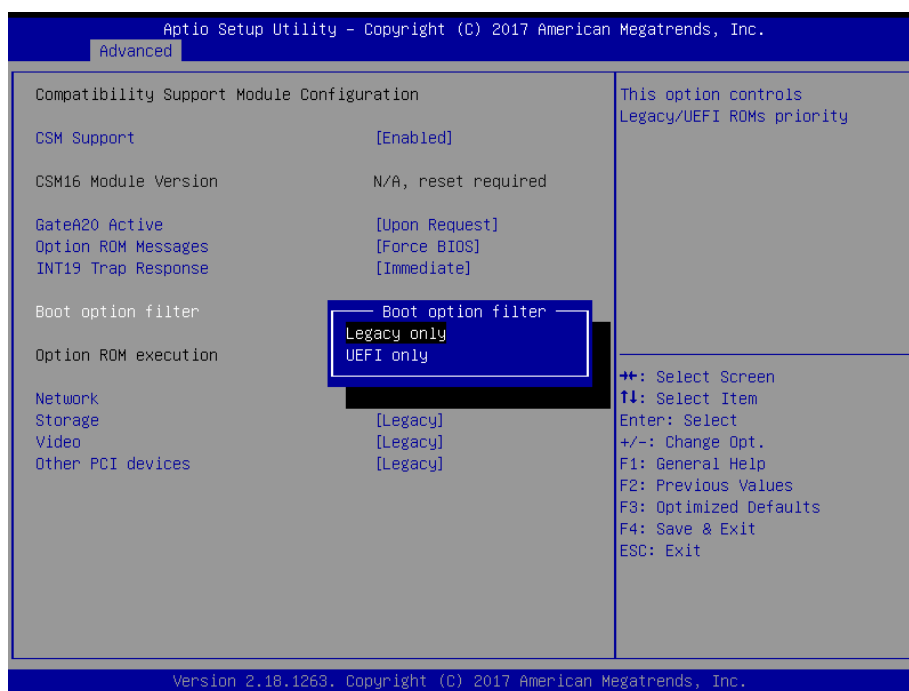 Aptio Setup Utility – Copyright (C) 2017 American Megatrends, Inc.
Advanced
Compatibility Support Module Configuration
CSM Support [Enabled]
CSM16 Module Version N/A, reset required
GateA20 Active [Upon Request]
Option ROM Messages [Force BIOS]
INT19 Trap Response [Immediate]
Boot option filter
Boot option filter
Legacy only
UEFI only
Option ROM execution
Network
Storage [Legacy]
Video [Legacy]
Other PCI devices [Legacy]
This option controls
Legacy/UEFI ROMs priority
→←: Select Screen
↑↓: Select Item
Enter: Select
+/-: Change Opt.
F1: General Help
F2: Previous Values
F3: Optimized Defaults
F4: Save & Exit
ESC: Exit
Version 2.18.1263. Copyright (C) 2017 American Megatrends, Inc.